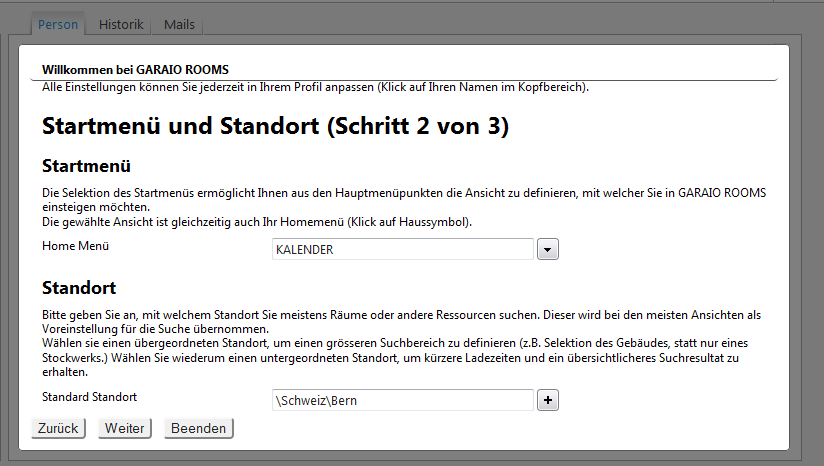 Person Historik Mails
Willkommen bei GARAIO ROOMS
Alle Einstellungen können Sie jederzeit in Ihrem Profil anpassen (Klick auf Ihren Namen im Kopfbereich).
Startmenü und Standort (Schritt 2 von 3)
Startmenü
Die Selektion des Startmenüs ermöglicht Ihnen aus den Hauptmenüpunkten die Ansicht zu definieren, mit welcher Sie in GARAIO ROOMS
einsteigen möchten.
Die gewählte Ansicht ist gleichzeitig auch Ihr Homemenü (Klick auf Haussymbol).
Home Menü KALENDER
Standort
Bitte geben Sie an, mit welchem Standort Sie meistens Räume oder andere Ressourcen suchen. Dieser wird bei den meisten Ansichten als
Voreinstellung für die Suche übernommen.
Wählen sie einen übergeordneten Standort, um einen grösseren Suchbereich zu definieren (z.B. Selektion des Gebäudes, statt nur eines
Stockwerks.) Wählen Sie wiederum einen untergeordneten Standort, um kürzere Ladezeiten und ein übersichtlicheres Suchresultat zu
erhalten.
Standard Standort \Schweiz\Bern +
Zurück Weiter Beenden